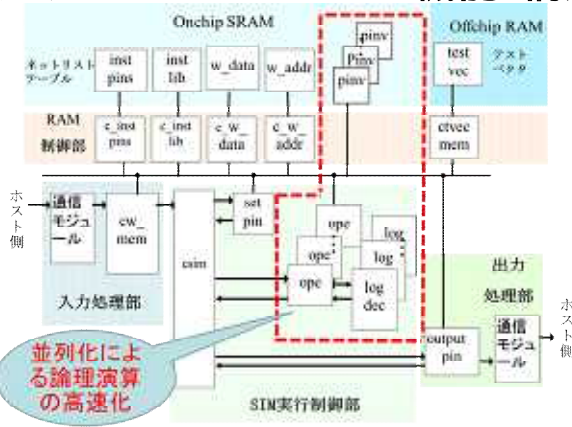 Onchip SRAM
Offchip RAM
ネットリスト
テーブル
inst
pins
inst
lib
w_data
w_addr
pinv
Pinv
pinv
test
vec
テスト
ベクタ
RAM
制御部
c_inst
pins
c_inst
lib
c_w_
data
c_w_
addr
ctvec
mem
ホスト側
通信
モジュ
ール
cw_
mem
入力処理部
csim
set
pin
ope
ope
ope
log
log
log
dec
出力
処理部
output
pin
通信
モジュ
ール
ホスト側
並列化によ
る論理演算
の高速化
SIM実行制御部